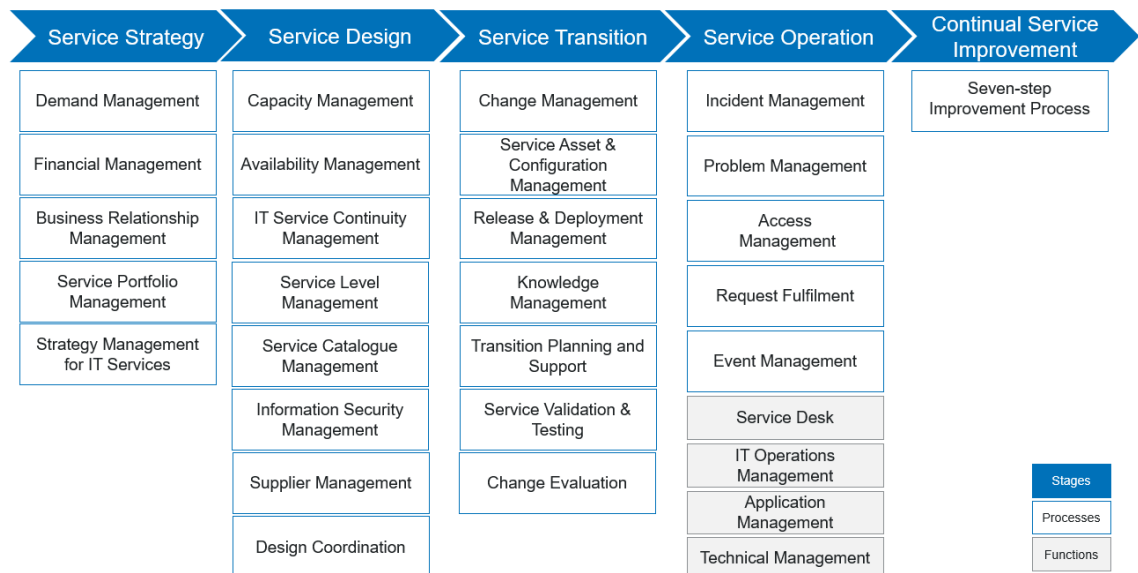 Service Strategy
Service Design
Service Transition
Service Operation
Continual Service
Improvement
Demand Management
Financial Management
Business Relationship
Management
Service Portfolio
Management
Strategy Management
for IT Services
Capacity Management
Availability Management
IT Service Continuity
Management
Service Level
Management
Service Catalogue
Management
Information Security
Management
Supplier Management
Design Coordination
Change Management
Service Asset &
Configuration
Management
Release & Deployment
Management
Knowledge
Management
Transition Planning and
Support
Service Validation &
Testing
Change Evaluation
Incident Management
Problem Management
Access
Management
Request Fulfilment
Event Management
Service Desk
IT Operations
Management
Application
Management
Technical Management
Seven-step
Improvement Process
Stages
Processes
Functions